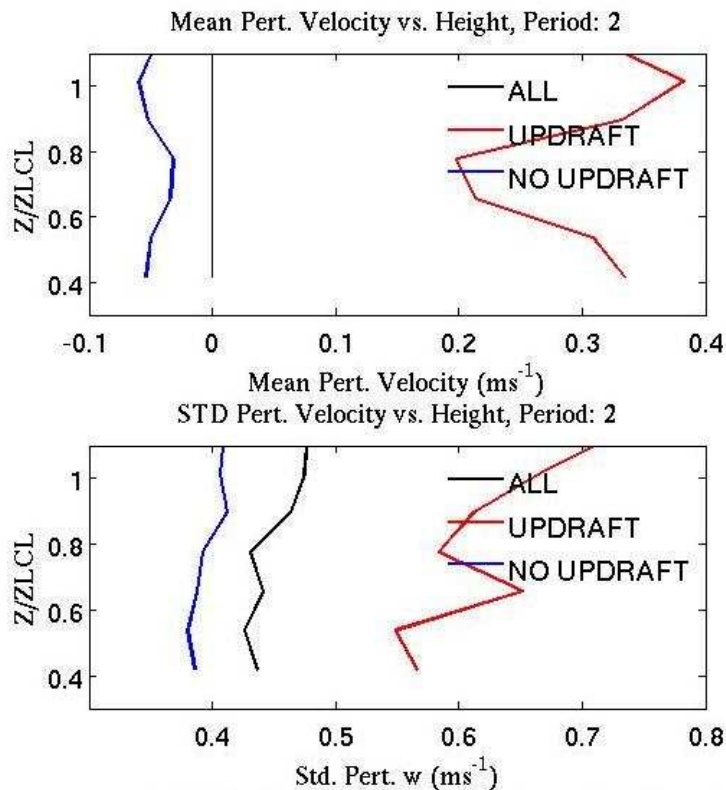 Mean Pert. Velocity vs. Height, Period: 2
1
0.8
0.6
0.4
Z/ZLCL
ALL
UPDRAFT
NO UPDRAFT
-0.1 0 0.1 0.2 0.3 0.4
Mean Pert. Velocity (ms⁻¹)
STD Pert. Velocity vs. Height, Period: 2
1
0.8
0.6
0.4
Z/ZLCL
ALL
UPDRAFT
NO UPDRAFT
0.4 0.5 0.6 0.7 0.8
Std. Pert. w (ms⁻¹)